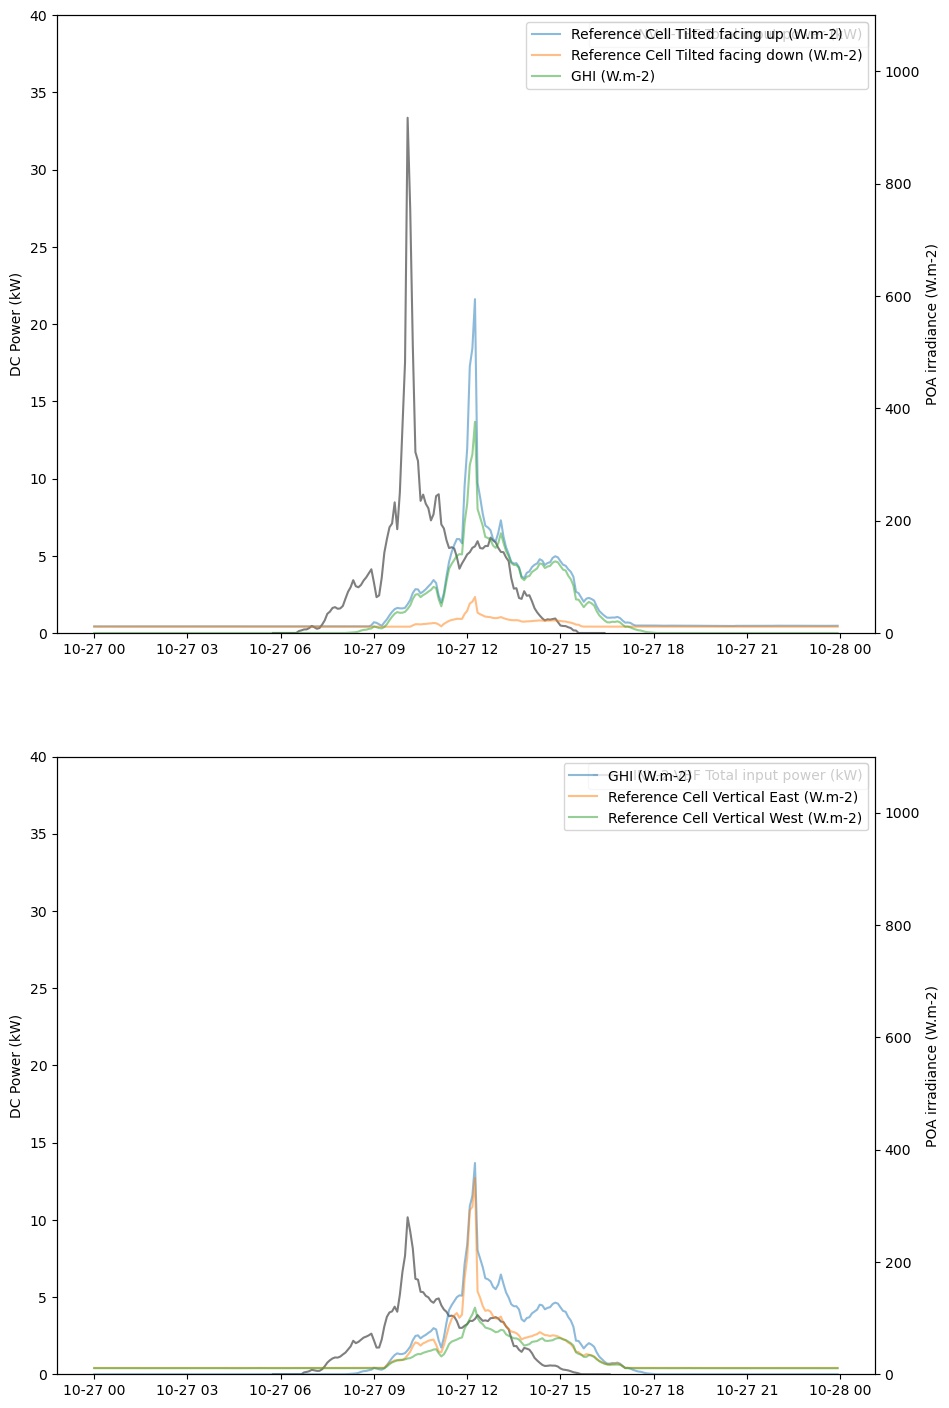 40
35
30
25
20
15
10
5
0
DC Power (kW)
Reference Cell Tilted facing up (W.m-2)
Reference Cell Tilted facing down (W.m-2)
GHI (W.m-2)
kW)
1000
800
600
400
200
0
POA irradiance (W.m-2)
10-27 00 10-27 03 10-27 06 10-27 09 10-27 12 10-27 15 10-27 18 10-27 21 10-28 00
40
35
30
25
20
15
10
5
0
DC Power (kW)
GHI (W.m-2)
Total input power (kW)
Reference Cell Vertical East (W.m-2)
Reference Cell Vertical West (W.m-2)
1000
800
600
400
200
0
POA irradiance (W.m-2)
10-27 00 10-27 03 10-27 06 10-27 09 10-27 12 10-27 15 10-27 18 10-27 21 10-28 00